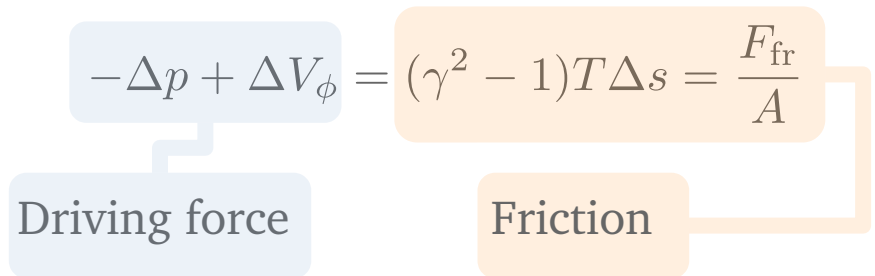 −Δp + ΔV_ϕ = (γ² − 1)TΔs = F_fr / A
Driving force
Friction